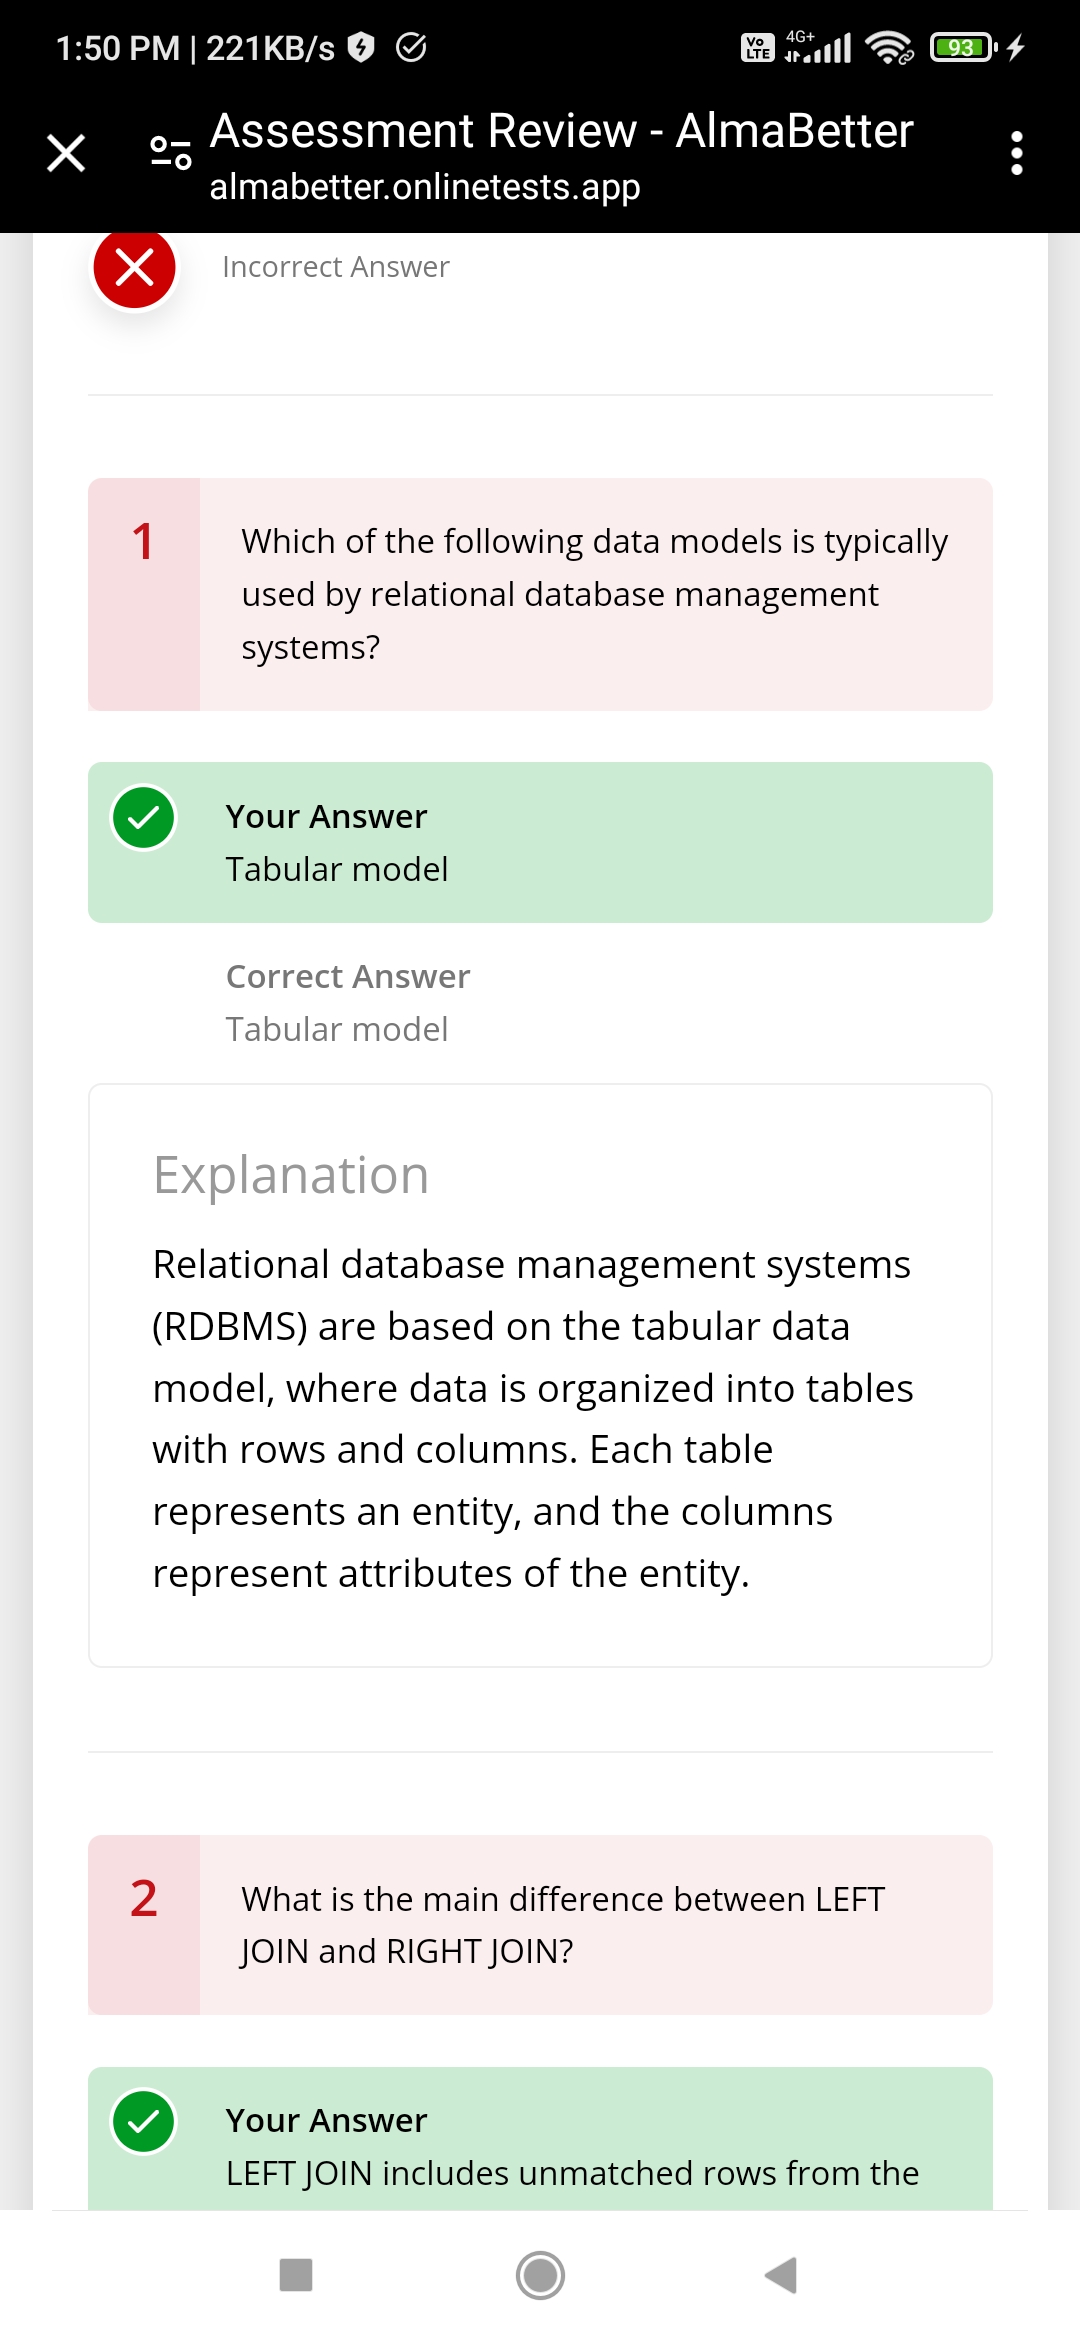 1:50 PM | 221KB/s
Vo LTE 4G+ 93
Assessment Review - AlmaBetter
almabetter.onlinetests.app
Incorrect Answer
1
Which of the following data models is typically
used by relational database management
systems?
Your Answer
Tabular model
Correct Answer
Tabular model
Explanation
Relational database management systems
(RDBMS) are based on the tabular data
model, where data is organized into tables
with rows and columns. Each table
represents an entity, and the columns
represent attributes of the entity.
2
What is the main difference between LEFT
JOIN and RIGHT JOIN?
Your Answer
LEFT JOIN includes unmatched rows from the